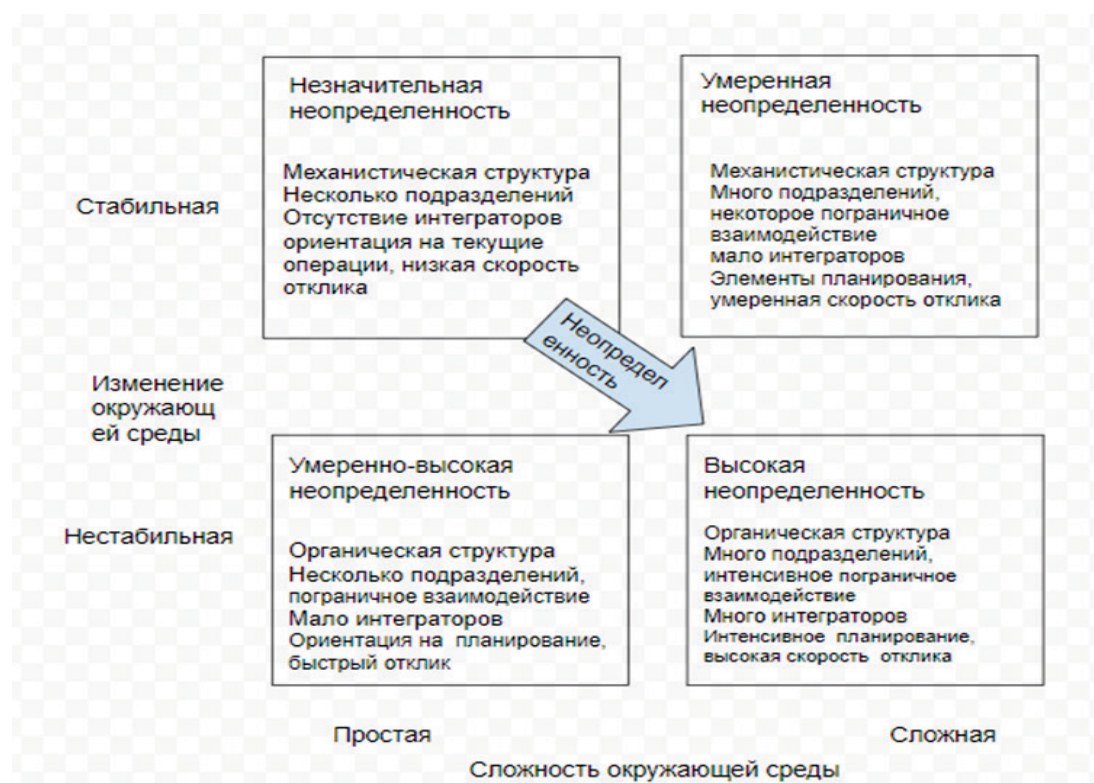 Незначительная
неопределенность
Механистическая структура
Несколько подразделений
Отсутствие интеграторов
ориентация на текущие
операции, низкая скорость
отклика
Умеренная
неопределенность
Механистическая структура
Много подразделений,
некоторое пограничное
взаимодействие
мало интеграторов
Элементы планирования,
умеренная скорость отклика
Стабильная
Неопредел
енность
Изменение
окружающ
ей среды
Умеренно-высокая
неопределенность
Органическая структура
Несколько подразделений,
пограничное взаимодействие
Мало интеграторов
Ориентация на планирование,
быстрый отклик
Высокая
неопределенность
Органическая структура
Много подразделений,
интенсивное пограничное
взаимодействие
Много интеграторов
Интенсивное планирование,
высокая скорость отклика
Нестабильная
Простая
Сложная
Сложность окружающей среды